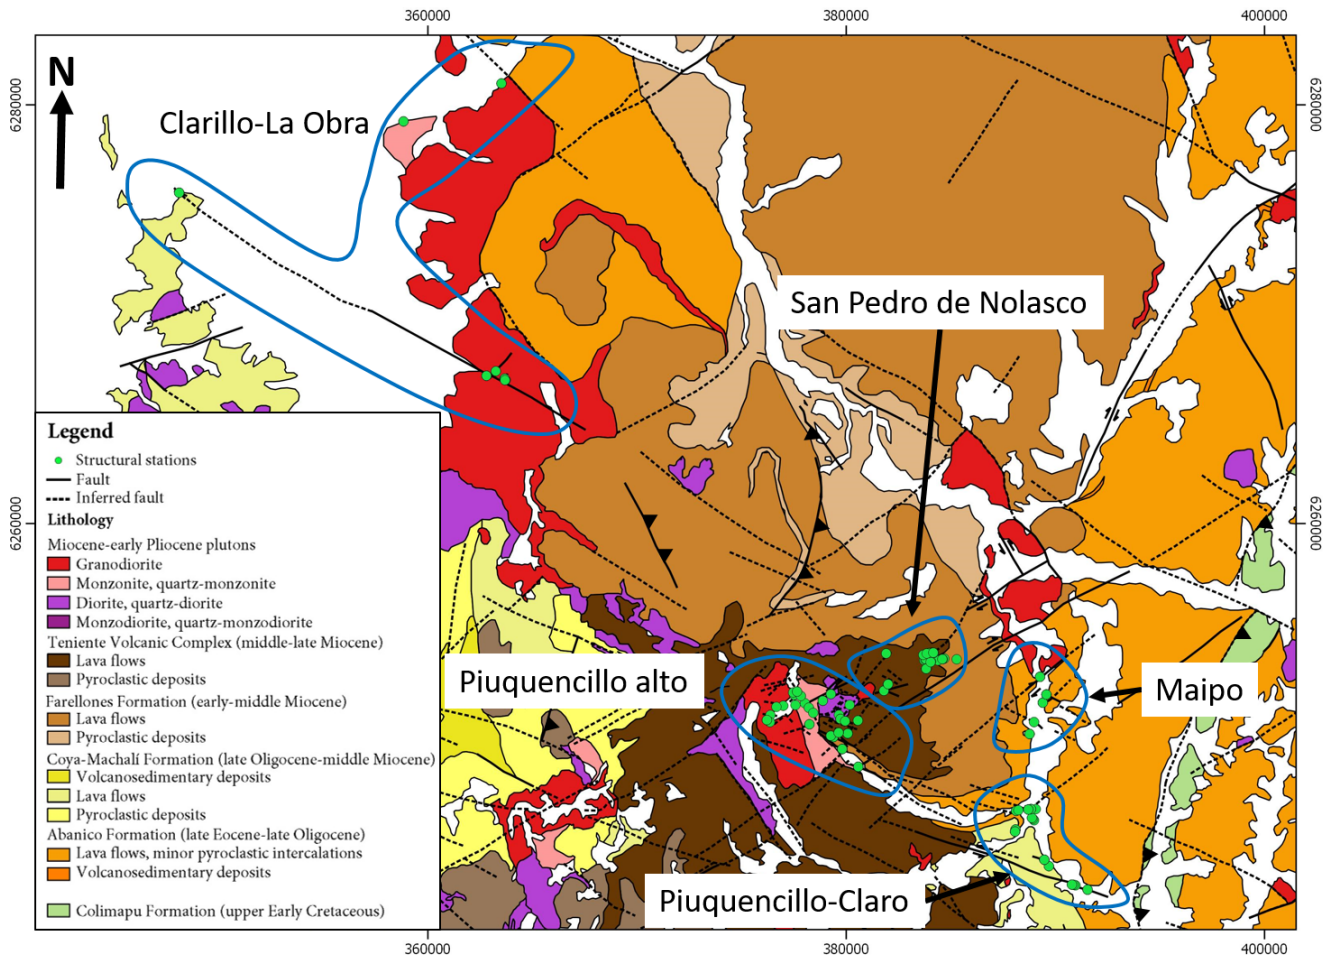 360000
380000
400000
N
6280000
6280000
Clarillo-La Obra
San Pedro de Nolasco
Legend
Structural stations
Fault
Inferred fault
Lithology
Miocene-early Pliocene plutons
Granodiorite
Monzonite, quartz-monzonite
Diorite, quartz-diorite
Monzodiorite, quartz-monzodiorite
Teniente Volcanic Complex (middle-late Miocene)
Lava flows
Pyroclastic deposits
Farellones Formation (early-middle Miocene)
Lava flows
Pyroclastic deposits
Coya-Machalí Formation (late Oligocene-middle Miocene)
Volcanosedimentary deposits
Lava flows
Pyroclastic deposits
Abanico Formation (late Eocene-late Oligocene)
Lava flows, minor pyroclastic intercalations
Volcanosedimentary deposits
Colimapu Formation (upper Early Cretaceous)
6260000
6260000
Piuquencillo alto
Maipo
Piuquencillo-Claro
360000
380000
400000